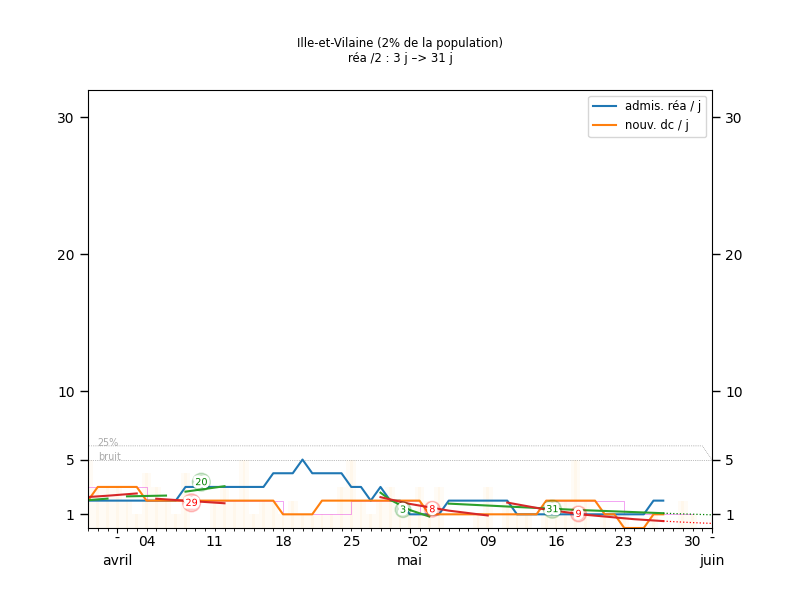 Ille-et-Vilaine (2% de la population)
réa /2 : 3 j –> 31 j
admis. réa / j
nouv. dc / j
30
30
20
20
10
10
25%
bruit
5
5
1
1
20
29
3
8
31
9
- 04 11 18 25 - 02 09 16 23 30 -
avril mai juin